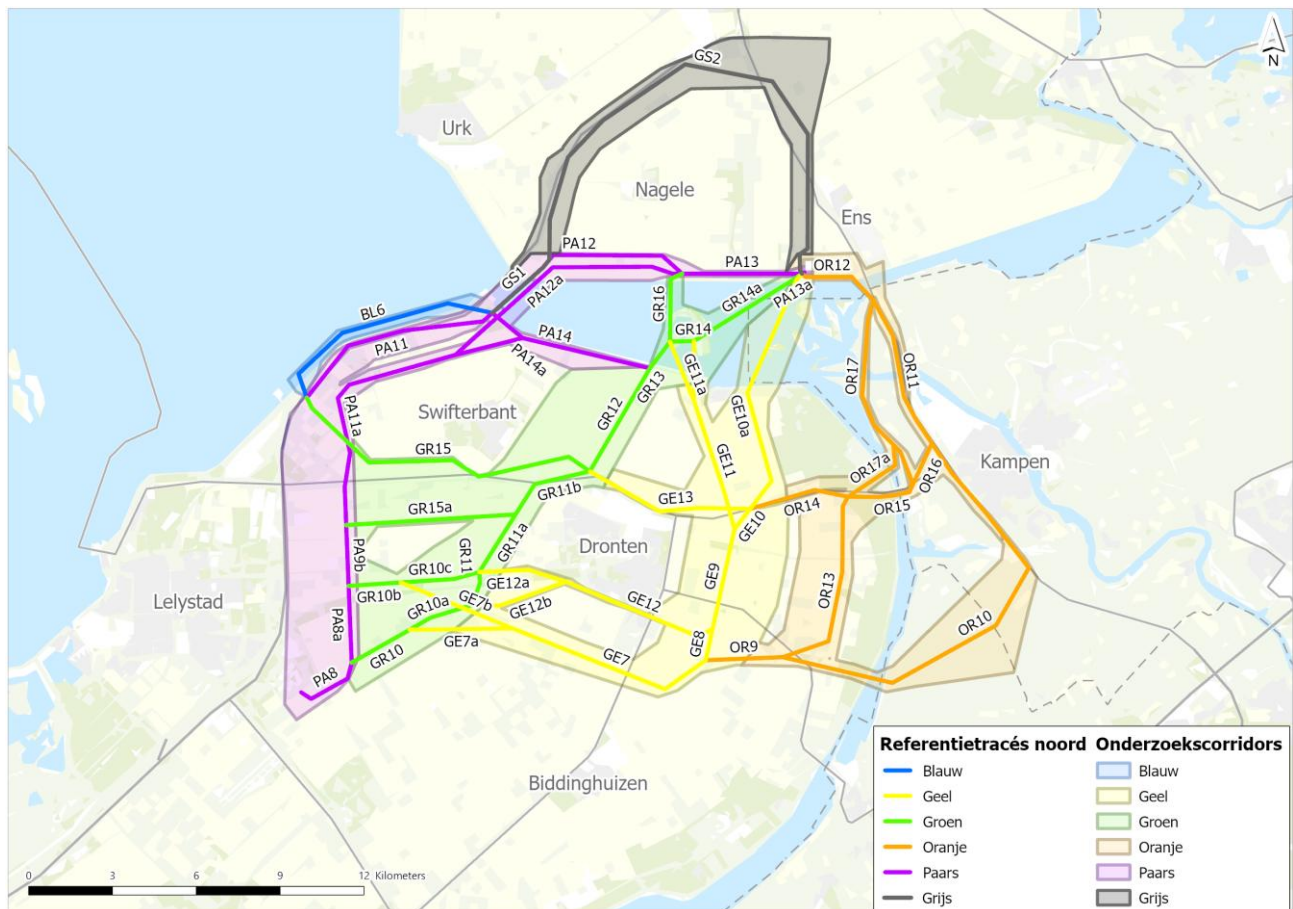 GS2
N
Urk
Nagele
Ens
PA12
PA13
OR12
GS1
PA12a
GR16
GR14a
PA13a
BL6
PA11
PA14
GR14
PA14a
GE11a
OR17
OR11
GR13
PA11a
Swifterbant
GR12
GE10a
GR15
OR17a
OR16
Kampen
GE11
GR11b
GE13
OR14
OR15
GR15a
GE10
PA9b
GR11a
Dronten
GR11
GE9
GR10c
GE12a
OR13
Lelystad
GR10b
GR10a
GE7b
GE12b
GE12
PA8a
GE7a
GE8
OR10
GR10
GE7
OR9
PA8
Biddinghuizen
Referentietracés noord
Onderzoekscorridors
Blauw
Blauw
Geel
Geel
Groen
Groen
Oranje
Oranje
Paars
Paars
Grijs
Grijs
0 3 6 9 12 Kilometers